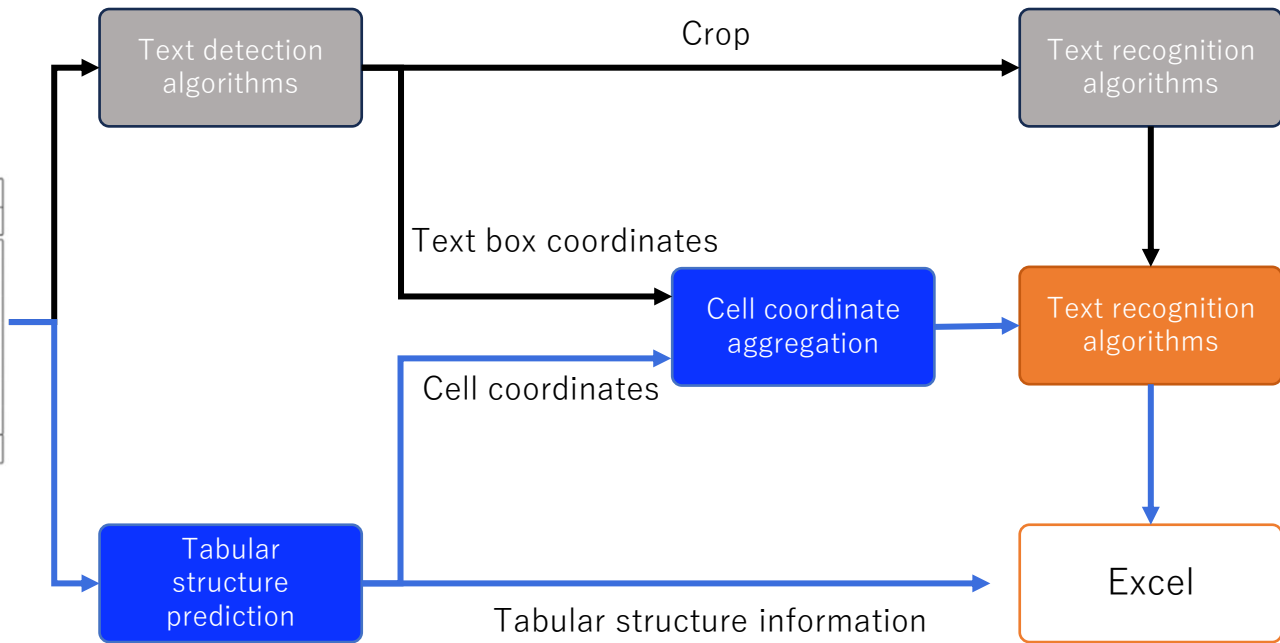 Text detection
algorithms
Crop
Text recognition
algorithms
Text box coordinates
Cell coordinate
aggregation
Text recognition
algorithms
Cell coordinates
Tabular
structure
prediction
Tabular structure information
Excel